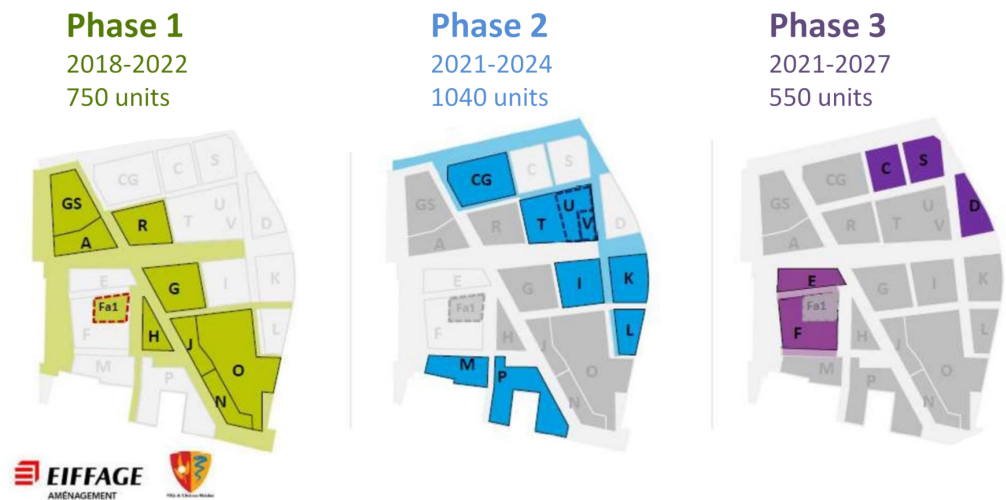 Phase 1
2018-2022
750 units
Phase 2
2021-2024
1040 units
Phase 3
2021-2027
550 units
GS
A
R
CG
C
S
T
U
V
D
E
Fa1
F
G
I
K
H
J
L
M
P
O
N
GS
A
R
CG
C
S
T
U
V
D
E
Fa1
F
G
I
K
H
J
L
M
P
O
N
GS
A
R
CG
C
S
T
U
V
D
E
Fa1
F
G
I
K
H
J
L
M
P
O
N
EIFFAGE
AMÉNAGEMENT